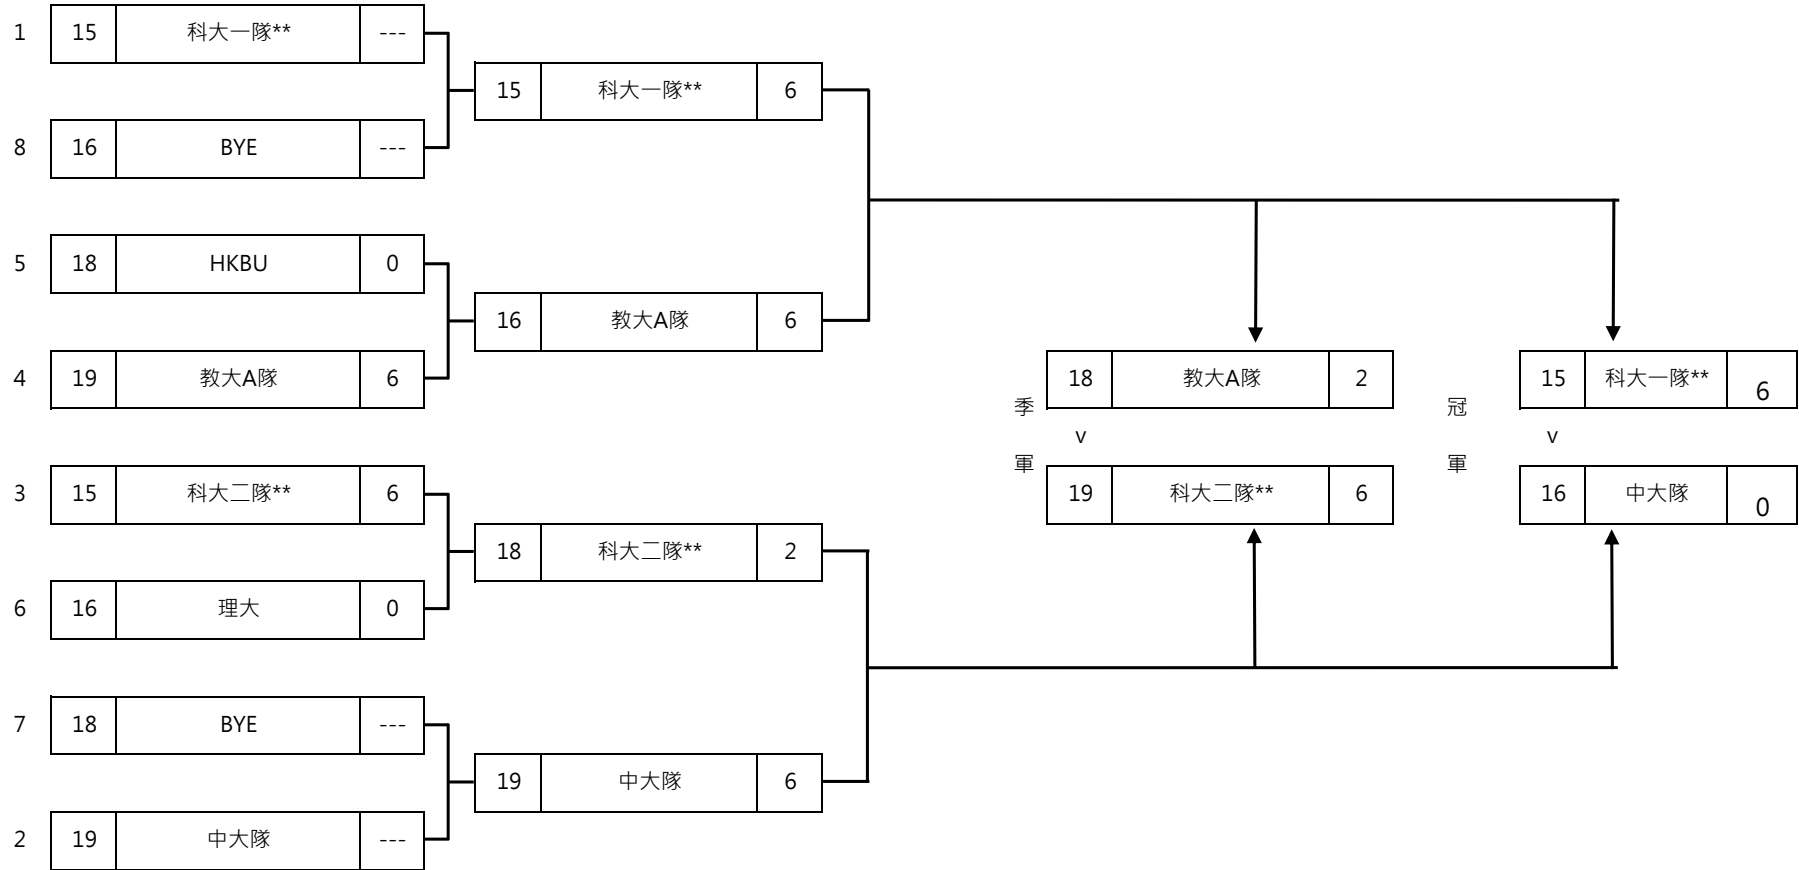 1 15 科大一隊** ---
8 16 BYE ---
5 18 HKBU 0
4 19 教大A隊 6
3 15 科大二隊** 6
6 16 理大 0
7 18 BYE ---
2 19 中大隊 ---
15 科大一隊** 6
16 教大A隊 6
18 科大二隊** 2
19 中大隊 6
季軍
18 教大A隊 2
v
19 科大二隊** 6
冠軍
15 科大一隊** 6
v
16 中大隊 0